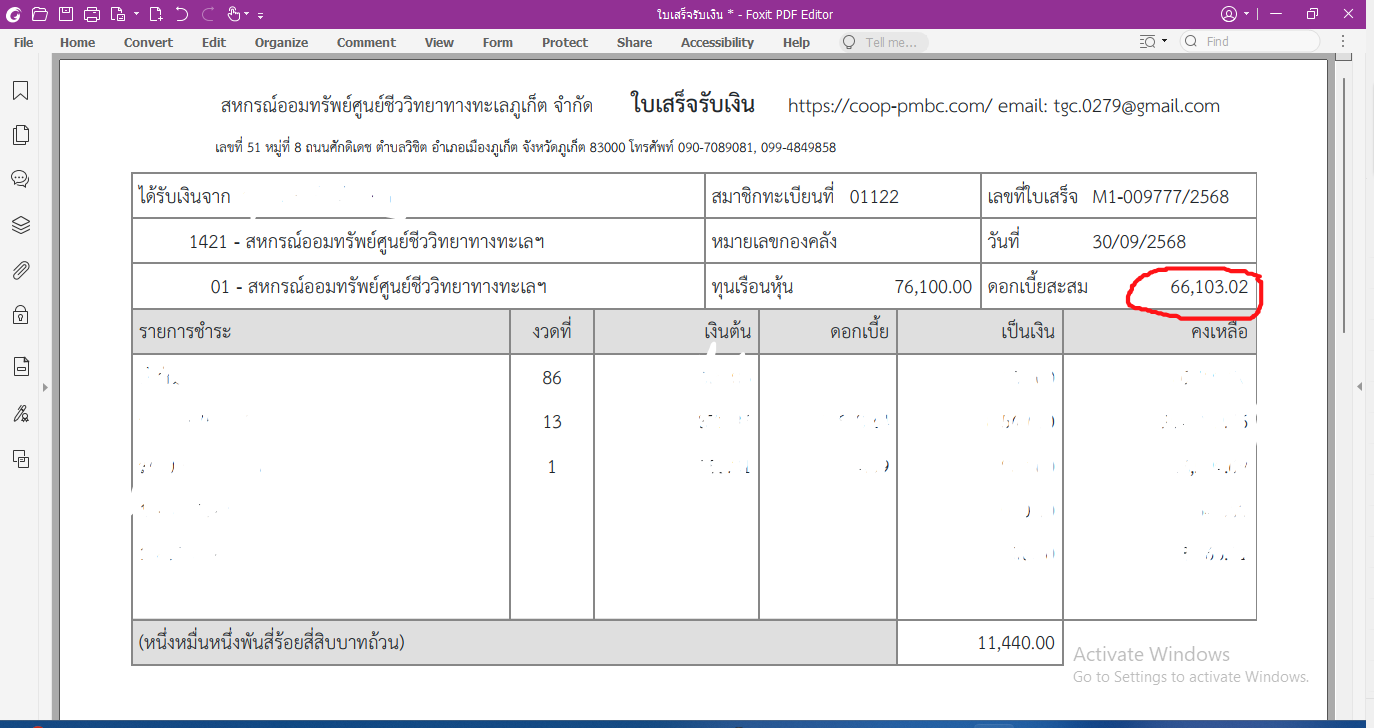 ใบเสร็จรับเงิน * - Foxit PDF Editor
File Home Convert Edit Organize Comment View Form Protect Share Accessibility Help Tell me... Find
สหกรณ์ออมทรัพย์ศูนย์ชีววิทยาทางทะเลภูเก็ต จำกัด ใบเสร็จรับเงิน https://coop-pmbc.com/ email: tgc.0279@gmail.com
เลขที่ 51 หมู่ที่ 8 ถนนศักดิเดช ตำบลวิชิต อำเภอเมืองภูเก็ต จังหวัดภูเก็ต 83000 โทรศัพท์ 090-7089081, 099-4849858
ได้รับเงินจาก สมาชิกทะเบียนที่ 01122 เลขที่ใบเสร็จ M1-009777/2568
1421 - สหกรณ์ออมทรัพย์ศูนย์ชีววิทยาทางทะเลฯ หมายเลขกองคลัง วันที่ 30/09/2568
01 - สหกรณ์ออมทรัพย์ศูนย์ชีววิทยาทางทะเลฯ ทุนเรือนหุ้น 76,100.00 ดอกเบี้ยสะสม 66,103.02
รายการชำระ งวดที่ เงินต้น ดอกเบี้ย เป็นเงิน คงเหลือ
86
13
1
(หนึ่งหมื่นหนึ่งพันสี่ร้อยสี่สิบบาทถ้วน) 11,440.00
Activate Windows
Go to Settings to activate Windows.